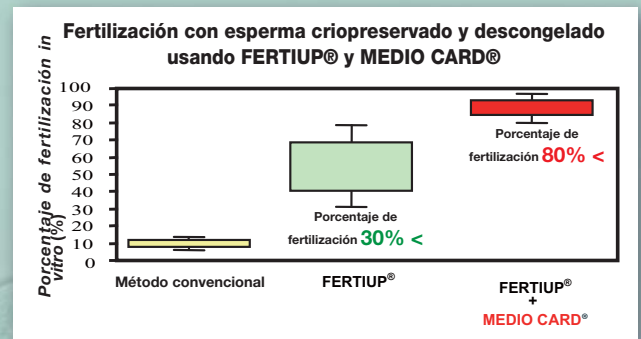 Fertilización con esperma criopreservado y descongelado
usando FERTIUP® y MEDIO CARD®
Porcentaje de fertilización in
vitro (%)
100
90
80
70
60
50
40
30
20
10
0
Porcentaje de
fertilización 80% <
Porcentaje de
fertilización 30% <
Método convencional
FERTIUP®
FERTIUP®
+
MEDIO CARD®